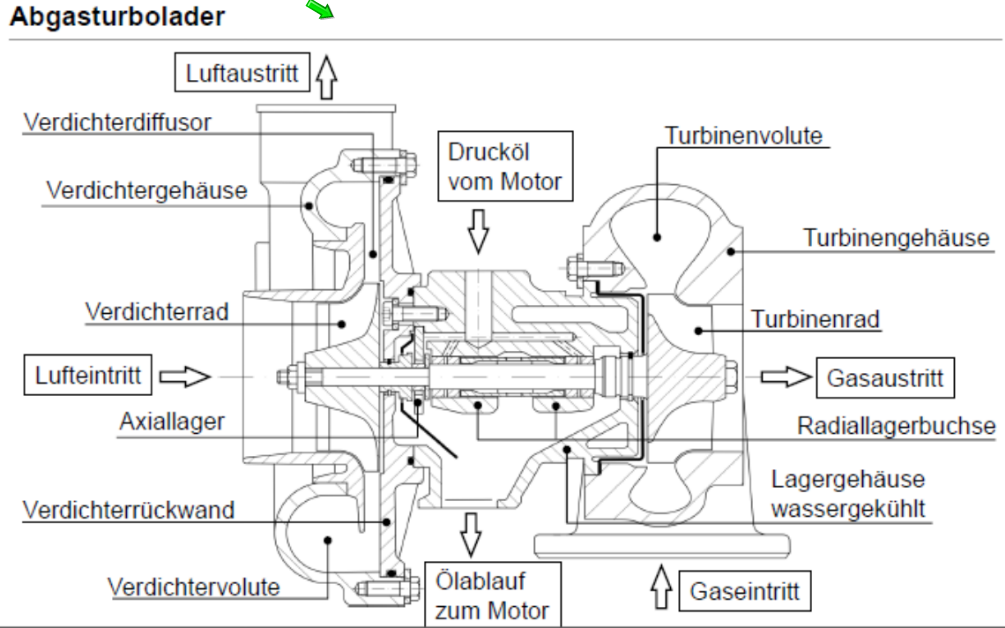 Abgasturbolader
Luftaustritt
Verdichterdiffusor
Drucköl
vom Motor
Turbinenvolute
Verdichtergehäuse
Turbinengehäuse
Verdichterrad
Turbinenrad
Lufteintritt
Gasaustritt
Axiallager
Radiallagerbuchse
Lagergehäuse
wassergekühlt
Verdichterrückwand
Verdichtervolute
Ölablauf
zum Motor
Gaseintritt